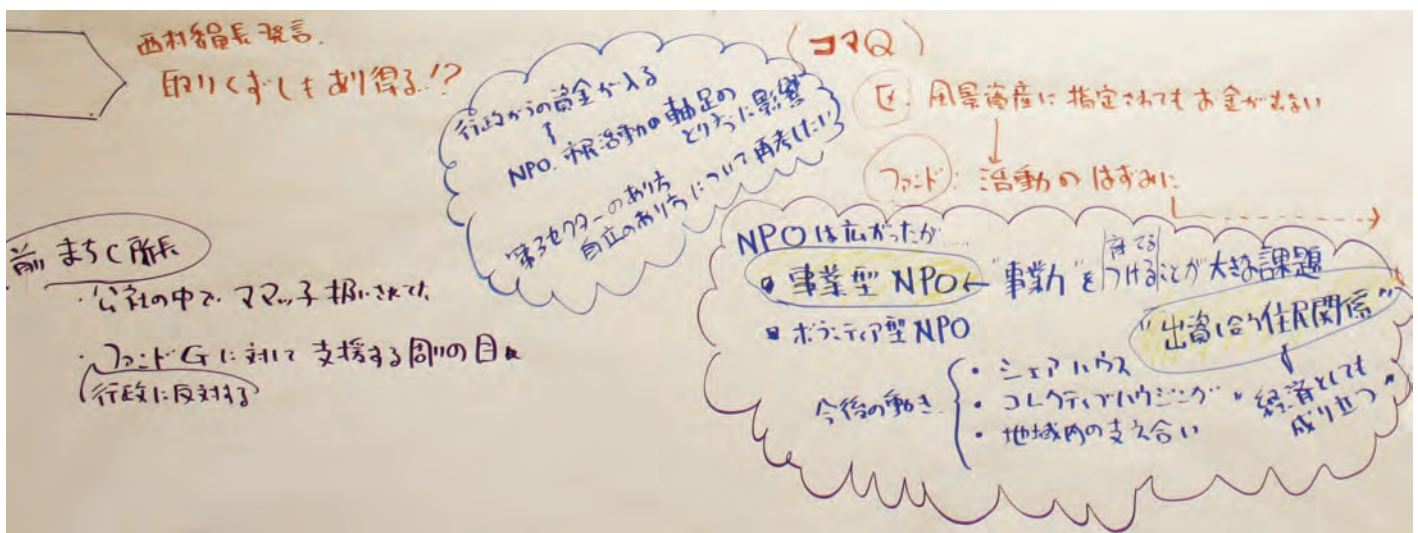 西村委員長発言.
取りくずしもあり得る!?
前 まちC所長
・公社の中で、ママッ子扱いされてた
・ファンドGに対して支援する周りの目
(行政に反対する)
行政からの資金が入る
NPO.市民活動の軸足の
とり方に影響
第3セクターのあり方
自立のあり方について再考したい
(コマQ)
区:風景資産に指定されてもお金が出ない
ファンド:活動のはずみに
NPOは広がったが……
・事業型NPO←"事業力"をつけることが大きな課題
育てる
・ボランティア型NPO
"出資し合う住民関係"
今後の動き
・シェアハウス
・コレクティブハウジング
・地域内の支え合い
"経済としても
成り立つ"